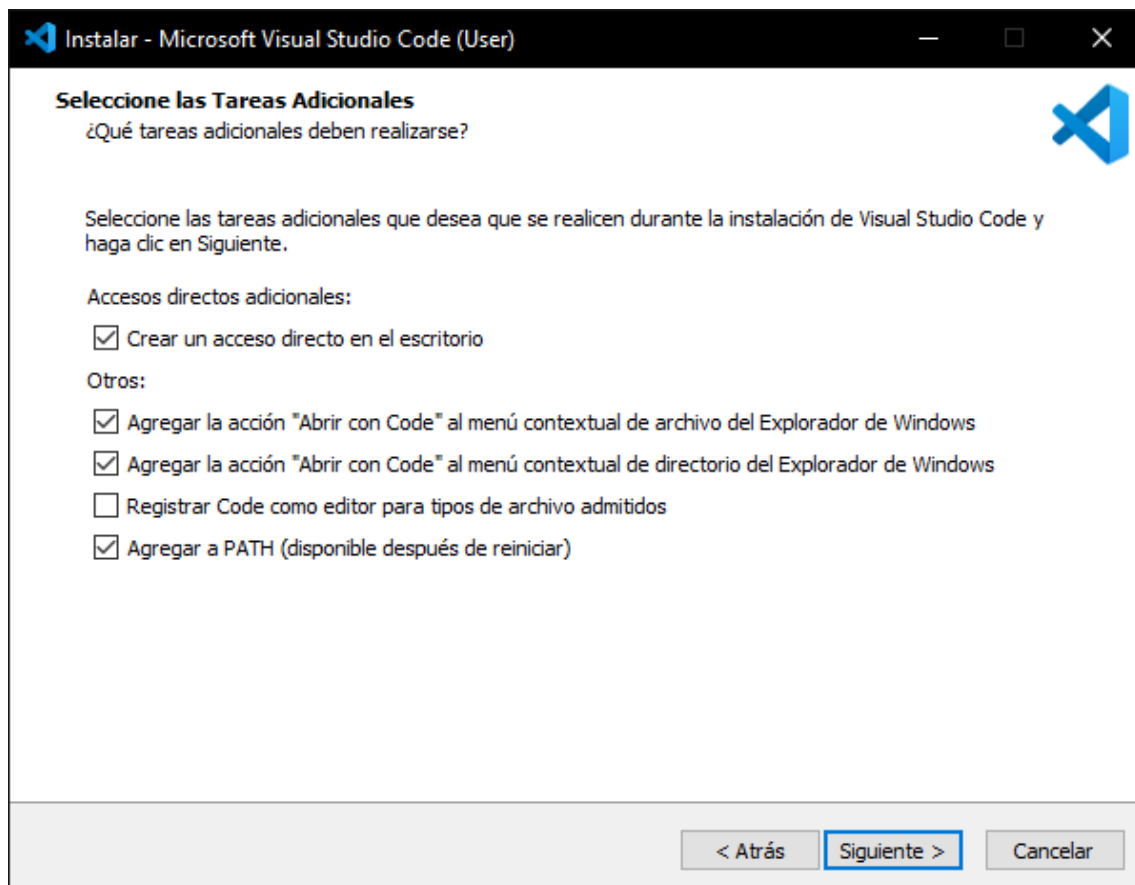 Instalar - Microsoft Visual Studio Code (User)
Seleccione las Tareas Adicionales
¿Qué tareas adicionales deben realizarse?
Seleccione las tareas adicionales que desea que se realicen durante la instalación de Visual Studio Code y
haga clic en Siguiente.
Accesos directos adicionales:
Crear un acceso directo en el escritorio
Otros:
Agregar la acción "Abrir con Code" al menú contextual de archivo del Explorador de Windows
Agregar la acción "Abrir con Code" al menú contextual de directorio del Explorador de Windows
Registrar Code como editor para tipos de archivo admitidos
Agregar a PATH (disponible después de reiniciar)
< Atrás Siguiente > Cancelar